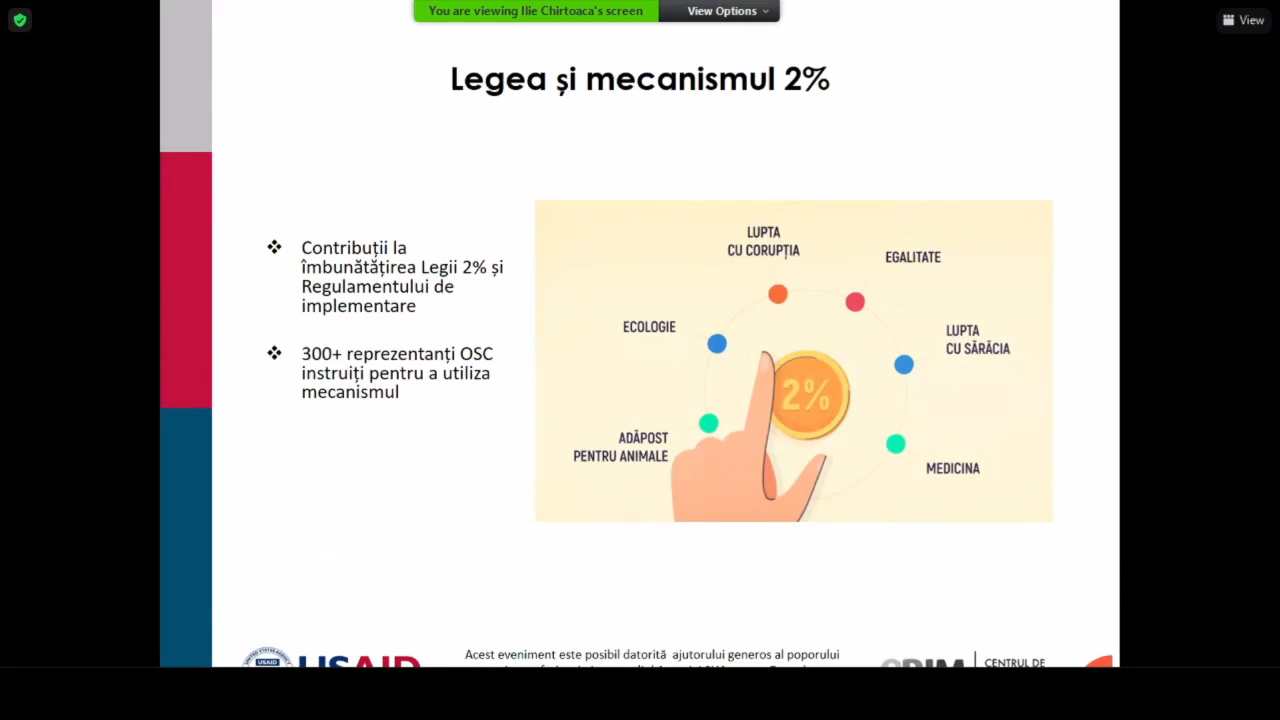 You are viewing Ilie Chirtoaca's screen
View Options
View
Legea și mecanismul 2%
Contribuții la
îmbunătățirea Legii 2% și
Regulamentului de
implementare
300+ reprezentanți OSC
instruiți pentru a utiliza
mecanismul
LUPTA
CU CORUPȚIA
EGALITATE
ECOLOGIE
LUPTA
CU SĂRĂCIA
2%
ADĂPOST
PENTRU ANIMALE
MEDICINA
USAID
USAID
Acest eveniment este posibil datorită ajutorului generos al poporului
CENTRUL DE